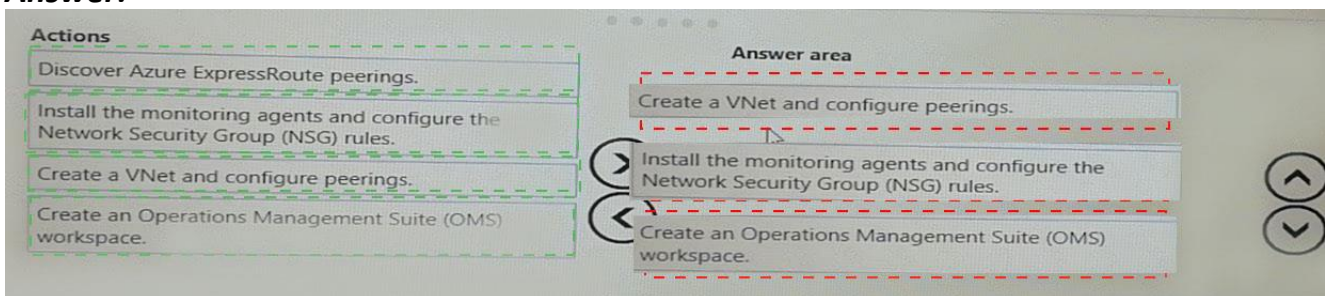 Answer:
Actions
Discover Azure ExpressRoute peerings.
Install the monitoring agents and configure the
Network Security Group (NSG) rules.
Create a VNet and configure peerings.
Create an Operations Management Suite (OMS)
workspace.
Answer area
Create a VNet and configure peerings.
Install the monitoring agents and configure the
Network Security Group (NSG) rules.
Create an Operations Management Suite (OMS)
workspace.